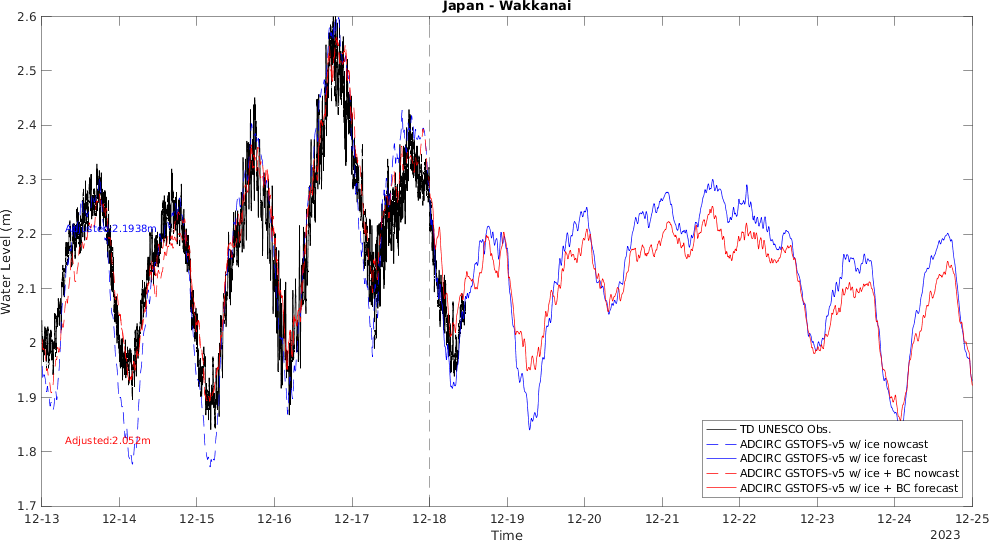 Japan - Wakkanai
2.6
2.5
2.4
2.3
2.2
2.1
2
1.9
1.8
1.7
Water Level (m)
Adjusted:2.1938m
Adjusted:2.052m
TD UNESCO Obs.
ADCIRC GSTOFS-v5 w/ ice nowcast
ADCIRC GSTOFS-v5 w/ ice forecast
ADCIRC GSTOFS-v5 w/ ice + BC nowcast
ADCIRC GSTOFS-v5 w/ ice + BC forecast
12-13 12-14 12-15 12-16 12-17 12-18 12-19 12-20 12-21 12-22 12-23 12-24 12-25
Time
2023